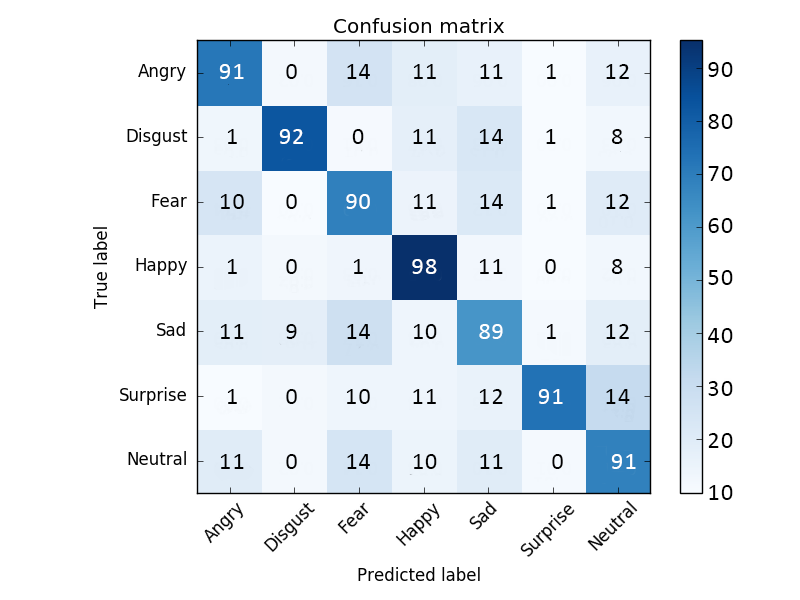 Confusion matrix
Angry 91 0 14 11 11 1 12
Disgust 1 92 0 11 14 1 8
Fear 10 0 90 11 14 1 12
Happy 1 0 1 98 11 0 8
Sad 11 9 14 10 89 1 12
Surprise 1 0 10 11 12 91 14
Neutral 11 0 14 10 11 0 91
True label
Angry Disgust Fear Happy Sad Surprise Neutral
Predicted label
90
80
70
60
50
40
30
20
10